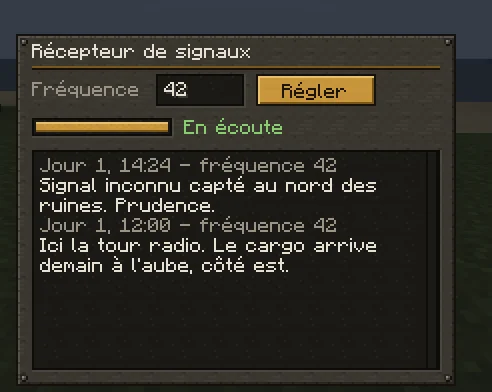 Récepteur de signaux
Fréquence 42 Régler
En écoute
Jour 1, 14:24 - fréquence 42
Signal inconnu capté au nord des
ruines. Prudence.
Jour 1, 12:00 - fréquence 42
Ici la tour radio. Le cargo arrive
demain à l'aube, côté est.